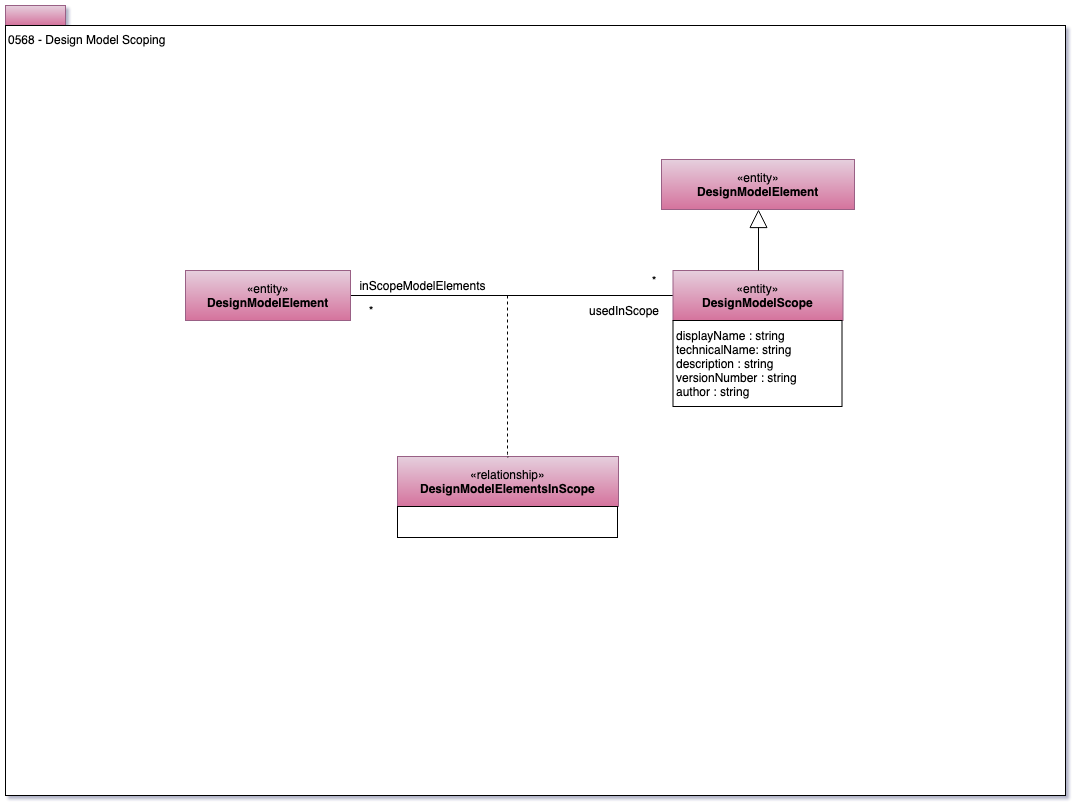 0568 - Design Model Scoping
«entity»
DesignModelElement
«entity»
DesignModelElement
inScopeModelElements
*
*
usedInScope
«entity»
DesignModelScope
displayName : string
technicalName: string
description : string
versionNumber : string
author : string
«relationship»
DesignModelElementsInScope